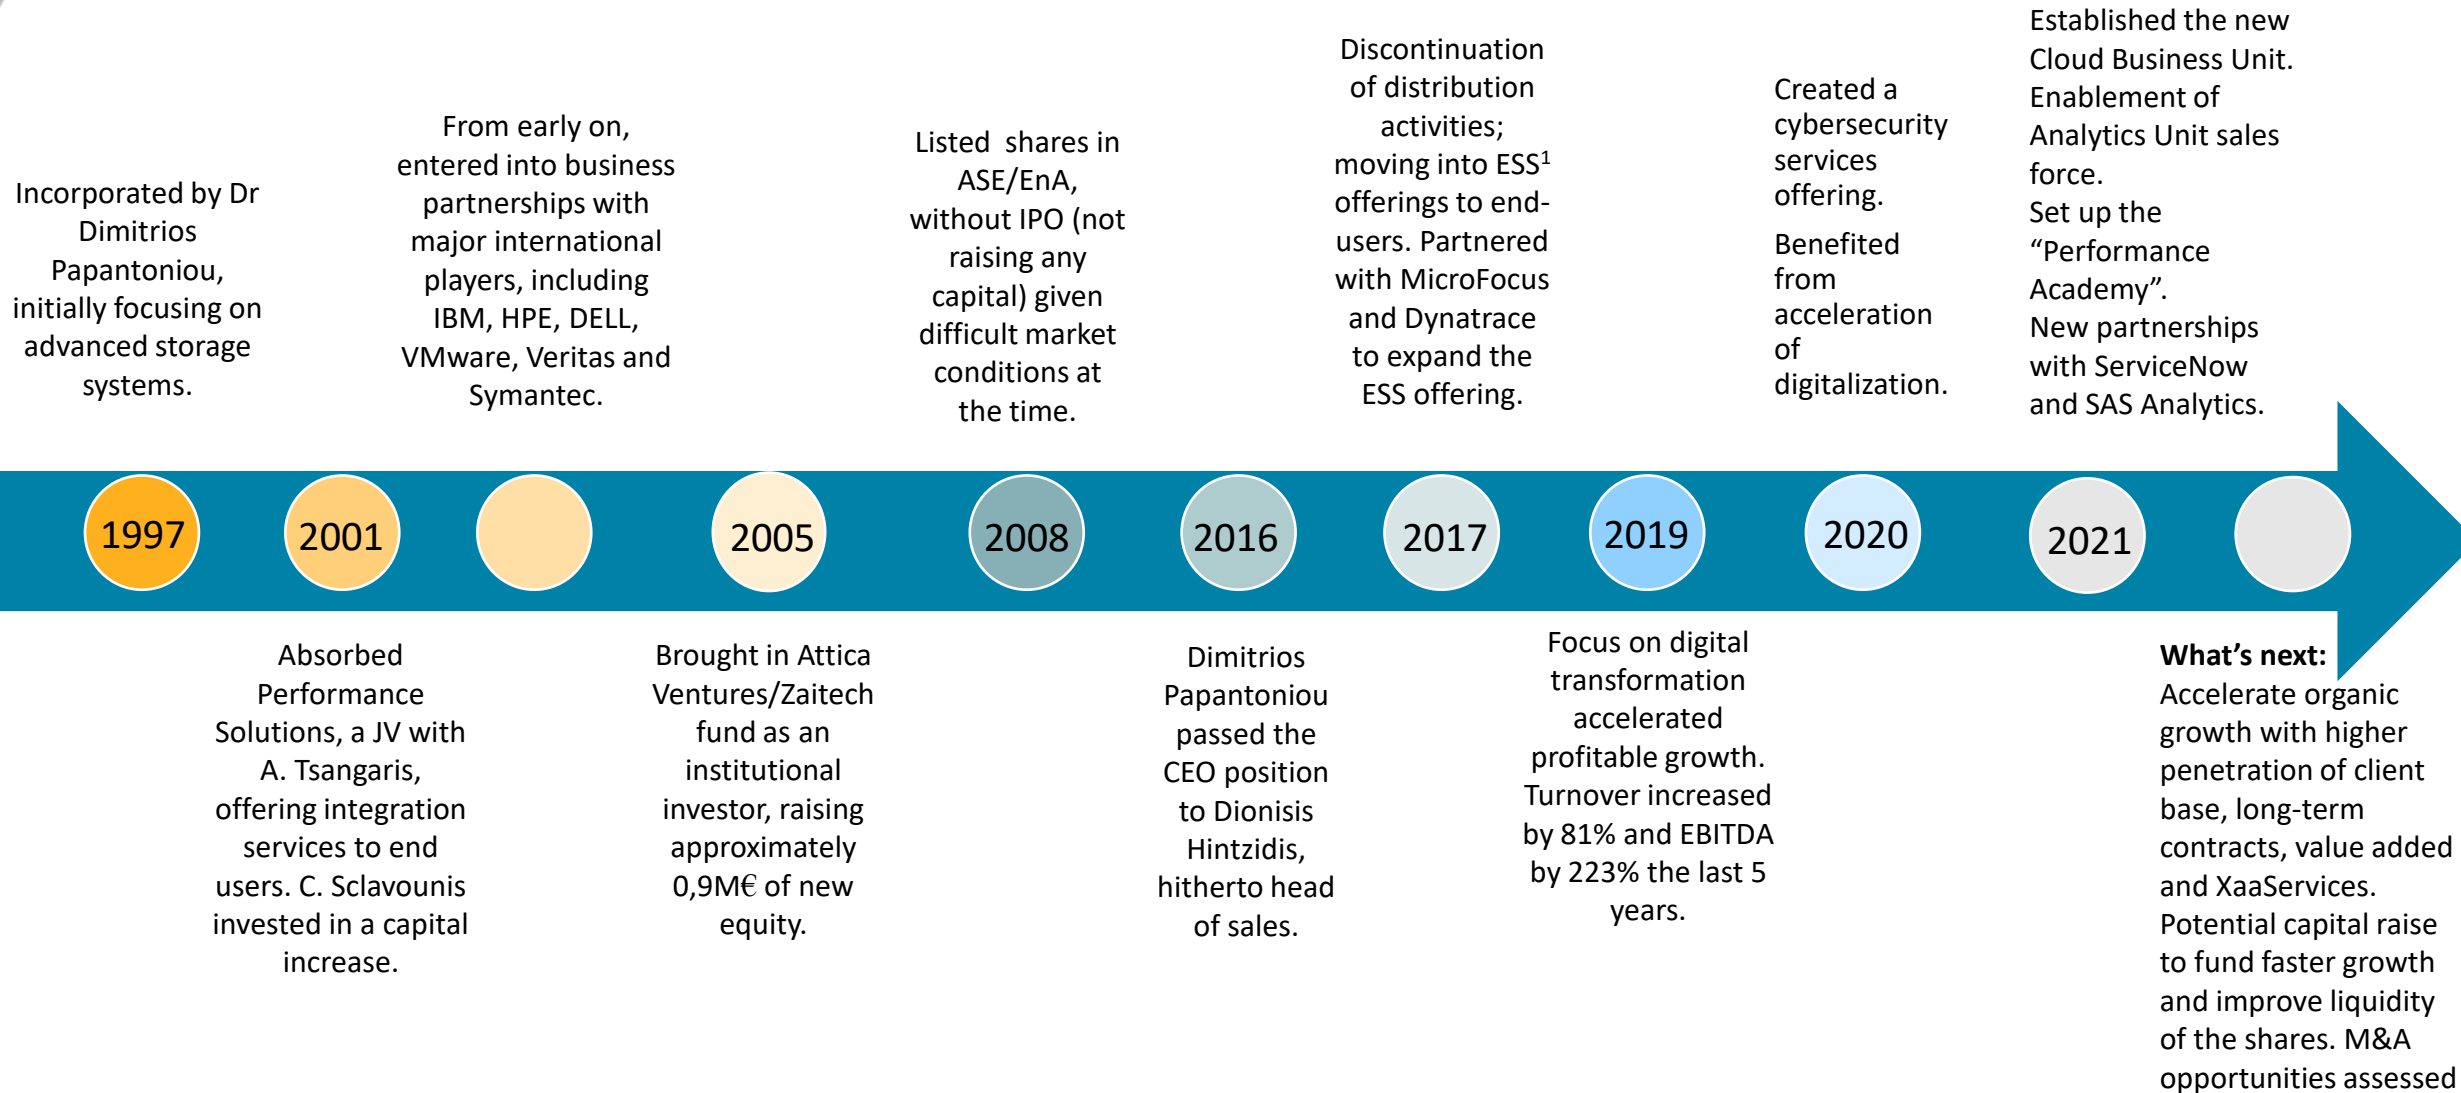 Incorporated by Dr
Dimitrios
Papantoniou,
initially focusing on
advanced storage
systems.
From early on,
entered into business
partnerships with
major international
players, including
IBM, HPE, DELL,
VMware, Veritas and
Symantec.
Listed  shares in
ASE/EnA,
without IPO (not
raising any
capital) given
difficult market
conditions at
the time.
Discontinuation
of distribution
activities;
moving into ESS¹
offerings to end-
users. Partnered
with MicroFocus
and Dynatrace
to expand the
ESS offering.
Created a
cybersecurity
services
offering.
Benefited
from
acceleration
of
digitalization.
Established the new
Cloud Business Unit.
Enablement of
Analytics Unit sales
force.
Set up the
“Performance
Academy”.
New partnerships
with ServiceNow
and SAS Analytics.
1997
2001
2005
2008
2016
2017
2019
2020
2021
Absorbed
Performance
Solutions, a JV with
A. Tsangaris,
offering integration
services to end
users. C. Sclavounis
invested in a capital
increase.
Brought in Attica
Ventures/Zaitech
fund as an
institutional
investor, raising
approximately
0,9M€ of new
equity.
Dimitrios
Papantoniou
passed the
CEO position
to Dionisis
Hintzidis,
hitherto head
of sales.
Focus on digital
transformation
accelerated
profitable growth.
Turnover increased
by 81% and EBITDA
by 223% the last 5
years.
What’s next:
Accelerate organic
growth with higher
penetration of client
base, long-term
contracts, value added
and XaaServices.
Potential capital raise
to fund faster growth
and improve liquidity
of the shares. M&A
opportunities assessed